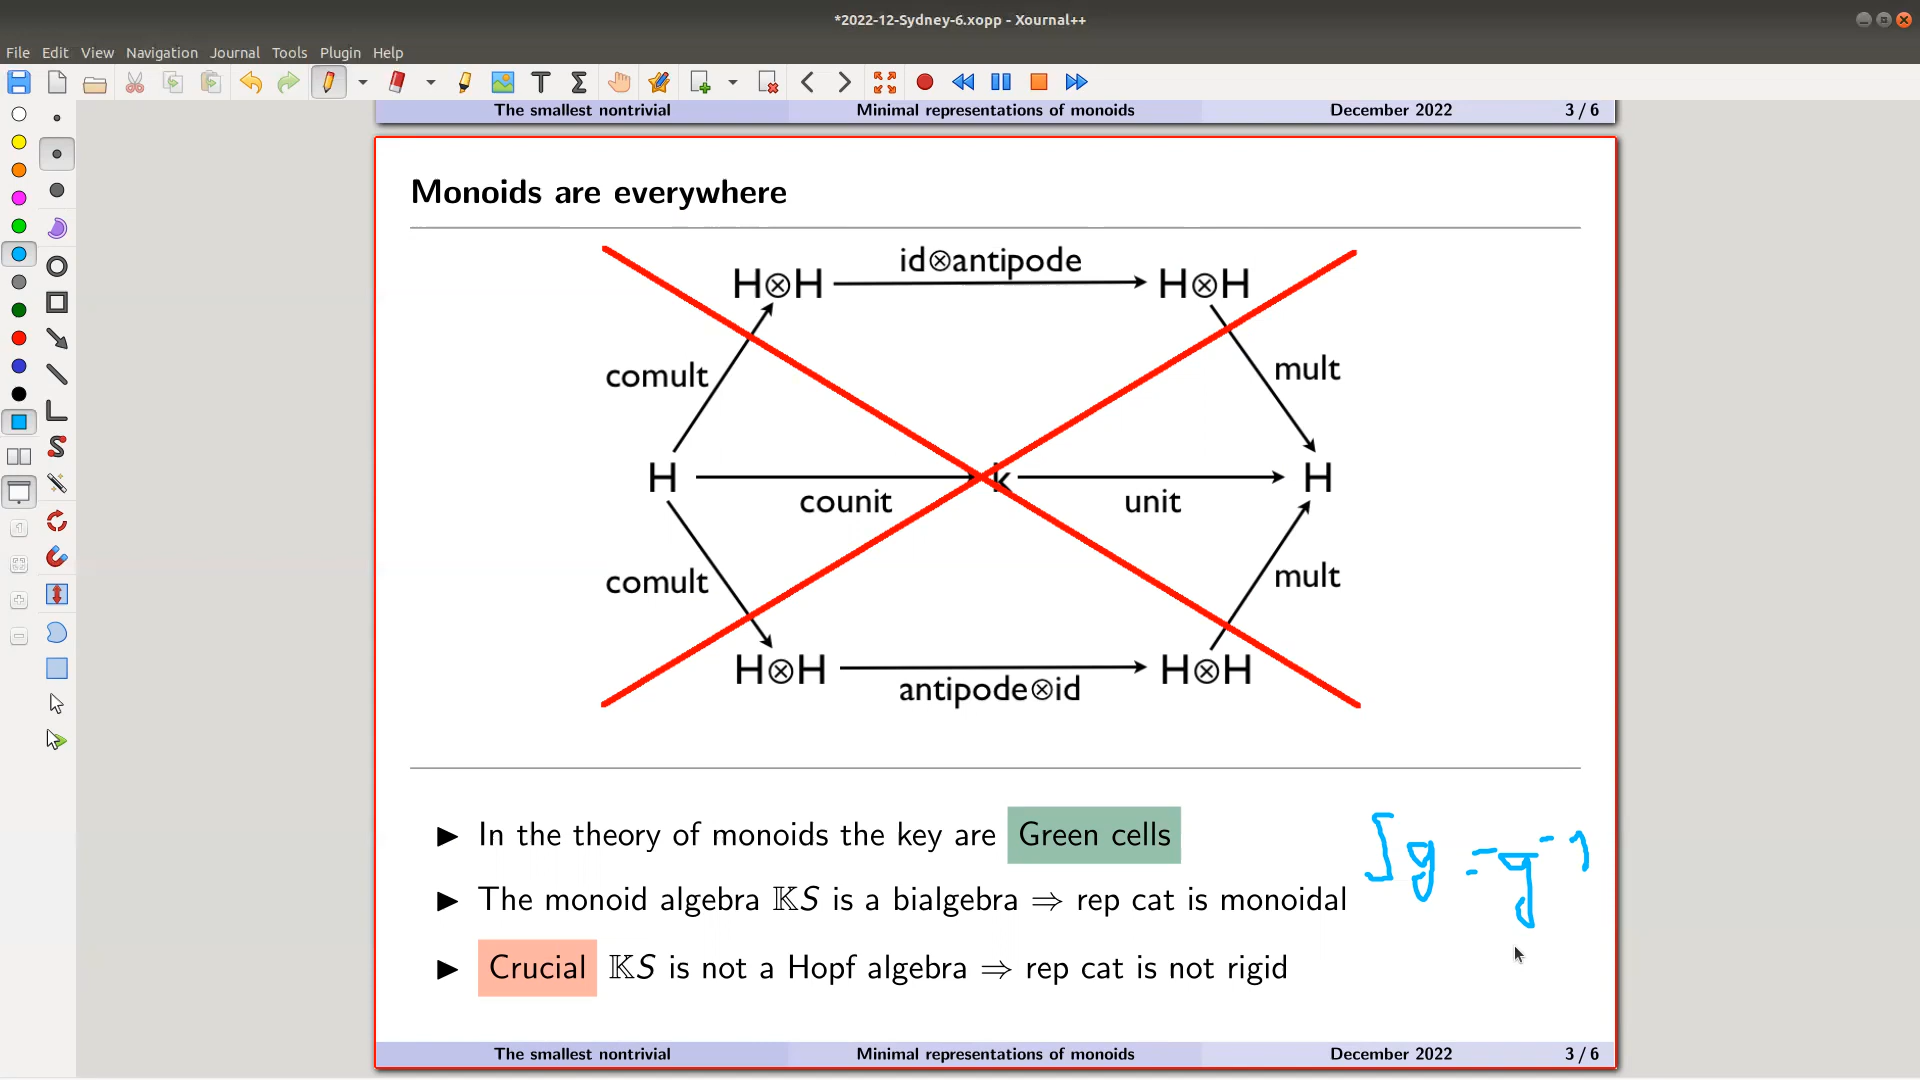 *2022-12-Sydney-6.xopp - Xournal++
File Edit View Navigation Journal Tools Plugin Help
The smallest nontrivial Minimal representations of monoids December 2022 3 / 6
Monoids are everywhere
id⊗antipode
H⊗H H⊗H
comult mult
H k H
counit unit
comult mult
H⊗H H⊗H
antipode⊗id
▶ In the theory of monoids the key are Green cells
▶ The monoid algebra 𝕂S is a bialgebra ⇒ rep cat is monoidal
▶ Crucial 𝕂S is not a Hopf algebra ⇒ rep cat is not rigid
g = g⁻¹
The smallest nontrivial Minimal representations of monoids December 2022 3 / 6